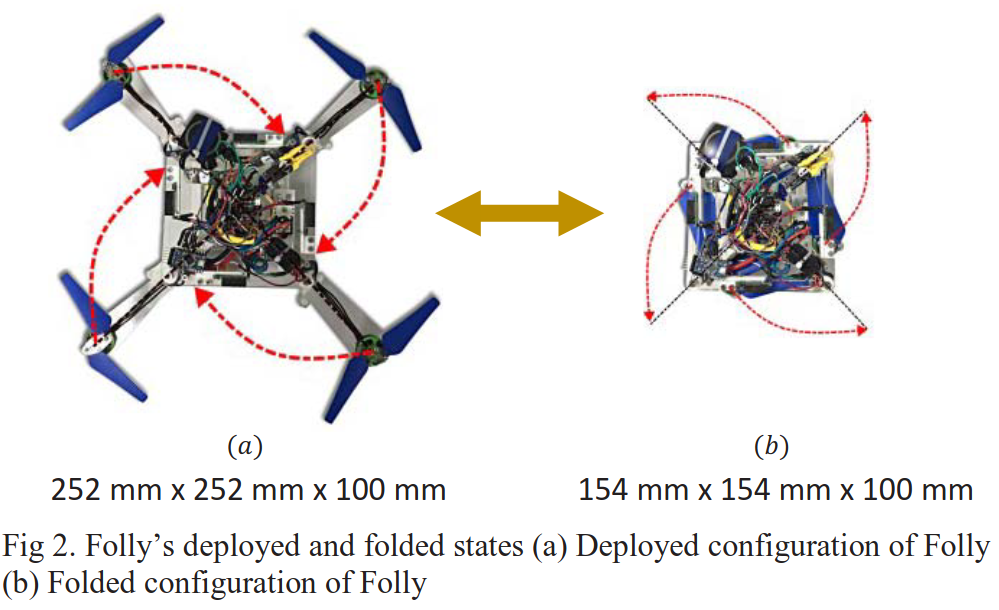 (a)
(b)
252 mm x 252 mm x 100 mm
154 mm x 154 mm x 100 mm
Fig 2. Folly’s deployed and folded states (a) Deployed configuration of Folly
(b) Folded configuration of Folly